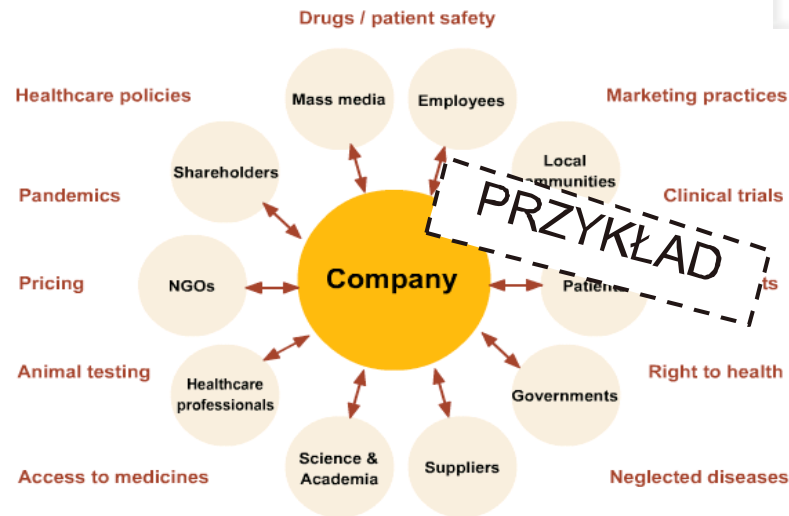 Drugs / patient safety
Healthcare policies
Mass media
Employees
Marketing practices
Shareholders
Local
Pandemics
Clinical trials
PRZYKŁAD
Pricing
NGOs
Company
Animal testing
Right to health
Healthcare
professionals
Governments
Science &
Academia
Suppliers
Access to medicines
Neglected diseases